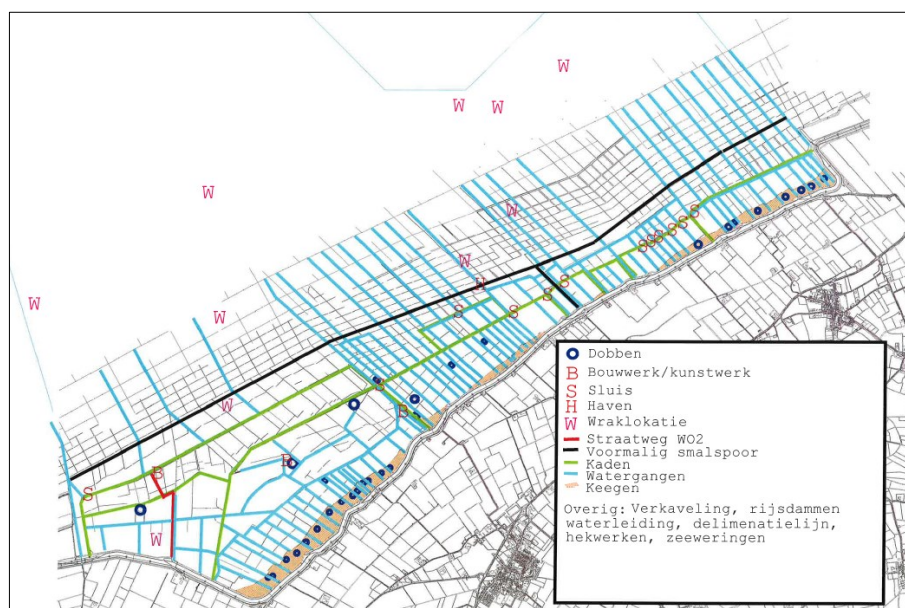 W
W W
W
W
S
S
S
S
S
S
W
H S
S
W
S S
W
S
W
B
B
B
S
W
Dobben
B Bouwwerk/kunstwerk
S Sluis
H Haven
W Wraklokatie
Straatweg WO2
Voormalig smalspoor
Kaden
Watergangen
Keegen
Overig: Verkaveling, rijsdammen
waterleiding, delimenatielijn,
hekwerken, zeeweringen